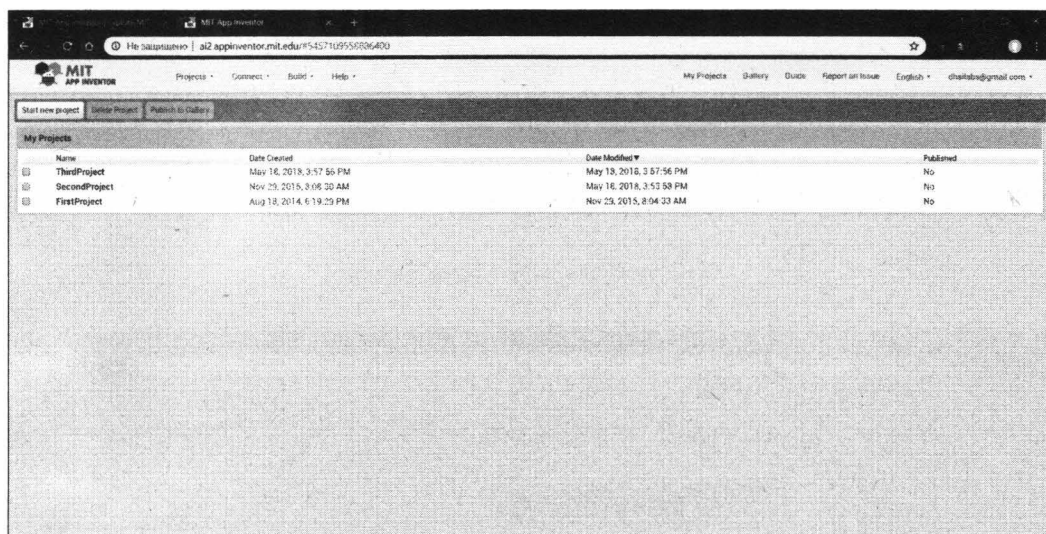 MIT App Inventor
Не защищено | ai2.appinventor.mit.edu/#5457109558806400
MIT
APP INVENTOR
Projects Connect Build Help My Projects Gallery Guide Report an Issue English
Start new project Delete Project Publish to Gallery
My Projects
Name Date Created Date Modified Published
ThirdProject May 16, 2018, 3:57:56 PM May 16, 2018, 3:57:56 PM No
SecondProject Nov 29, 2015, 8:06:30 AM May 16, 2018, 3:53:59 PM No
FirstProject Aug 18, 2014, 6:19:29 PM Nov 29, 2015, 8:04:33 AM No